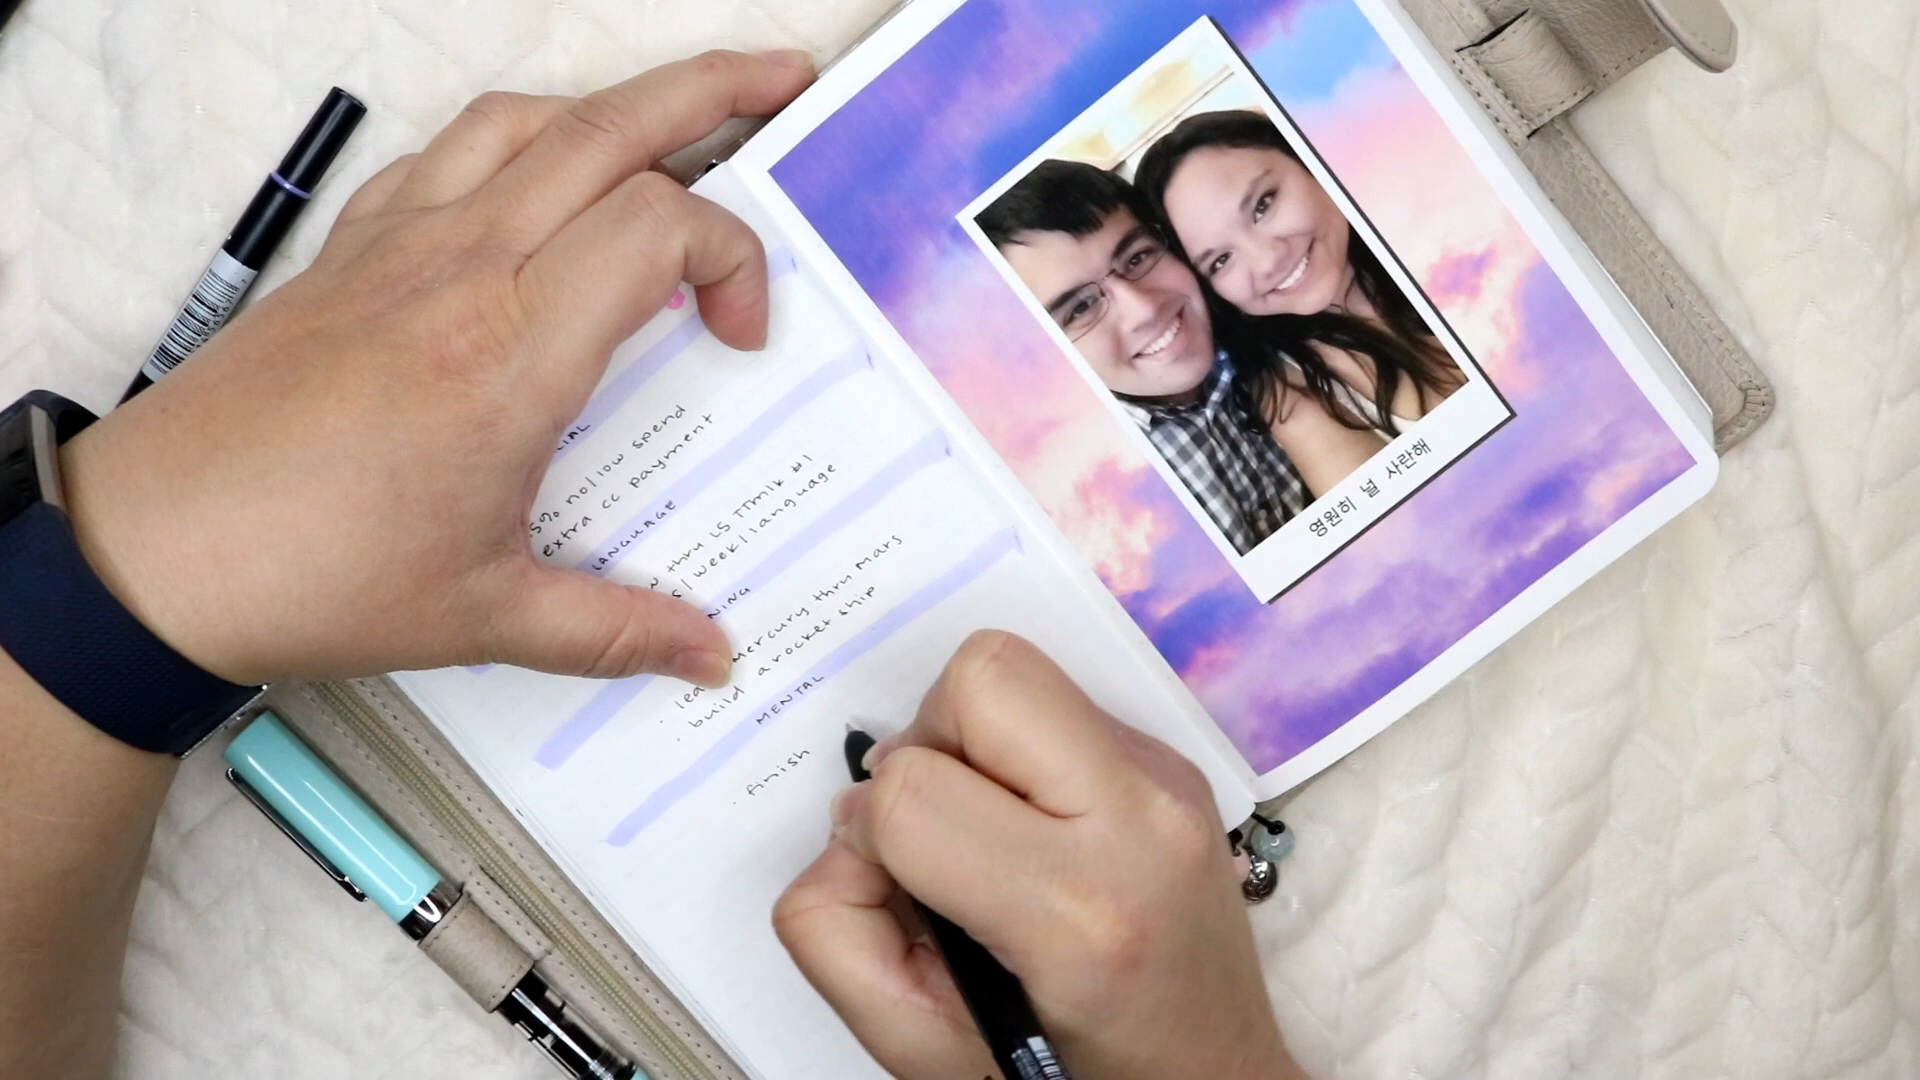 5% no/low spend
extra cc payment
LANGUAGE
thru L5 TTMIK #1
/ week / language
Mercury thru Mars
build a rocket ship
MENTAL
finish
영원히 널 사란해